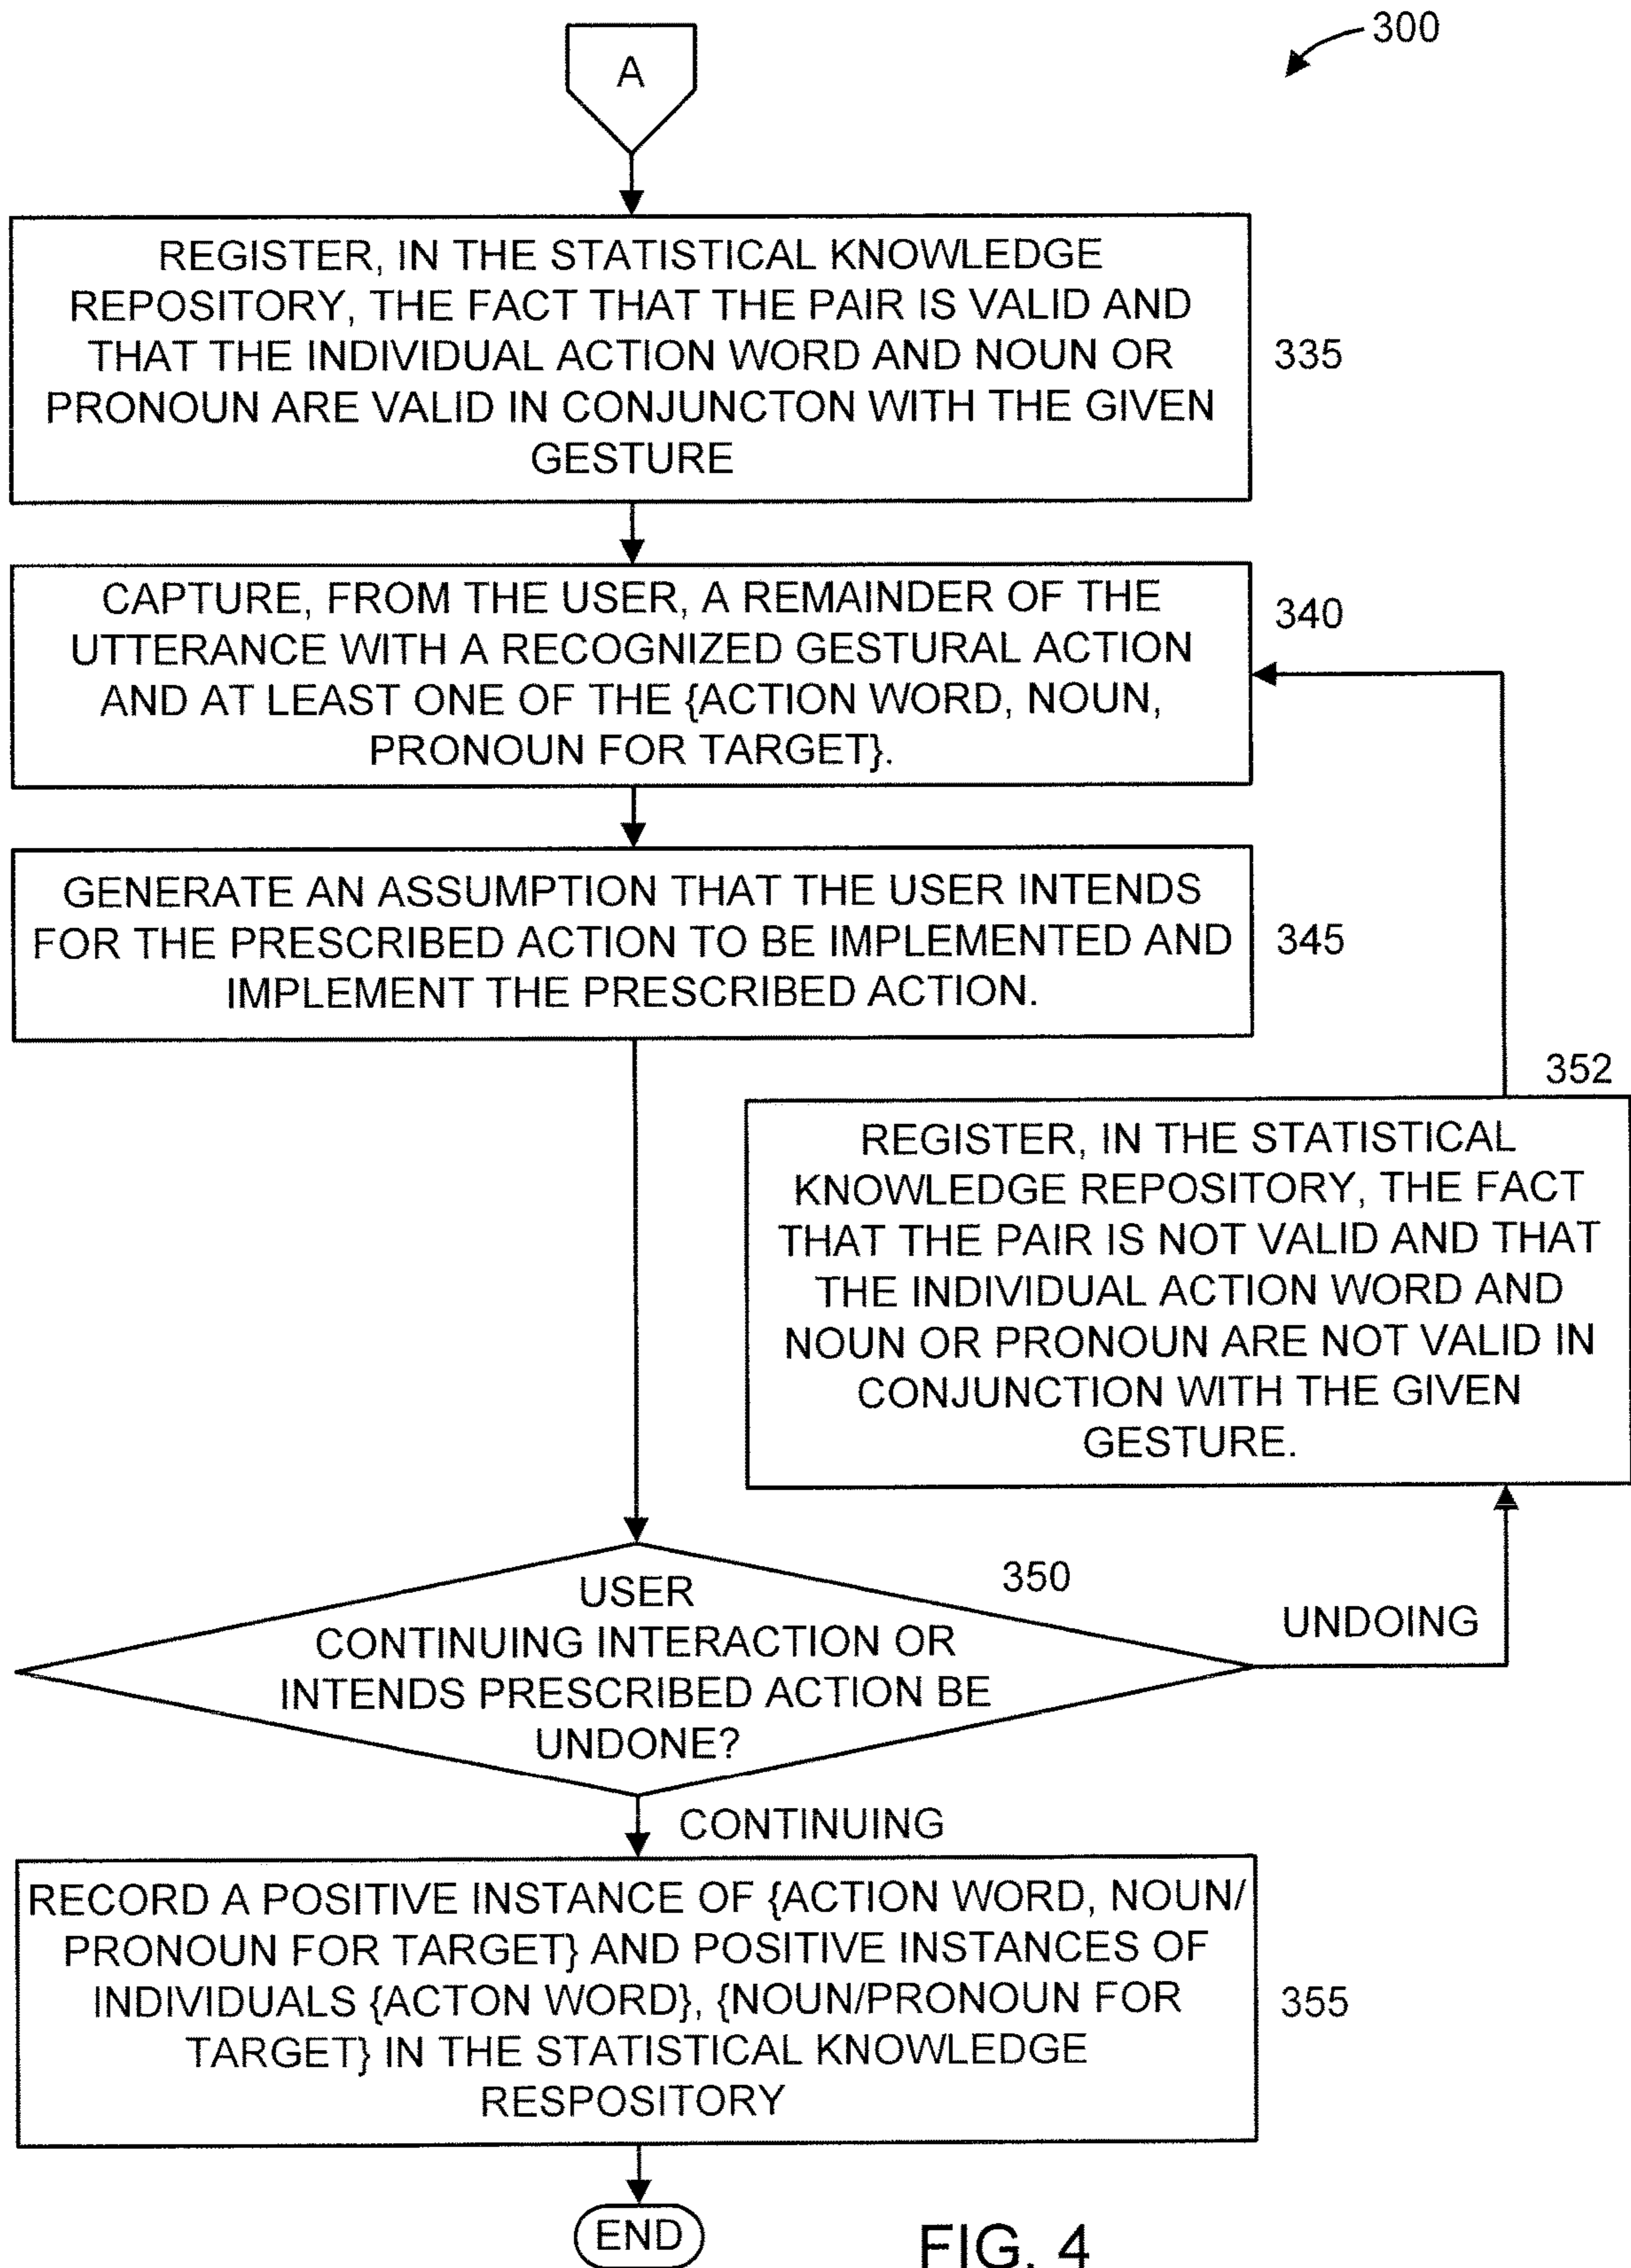 300
A
REGISTER, IN THE STATISTICAL KNOWLEDGE
REPOSITORY, THE FACT THAT THE PAIR IS VALID AND
THAT THE INDIVIDUAL ACTION WORD AND NOUN OR
PRONOUN ARE VALID IN CONJUNCTON WITH THE GIVEN
GESTURE
335
CAPTURE, FROM THE USER, A REMAINDER OF THE
UTTERANCE WITH A RECOGNIZED GESTURAL ACTION
AND AT LEAST ONE OF THE {ACTION WORD, NOUN,
PRONOUN FOR TARGET}.
340
GENERATE AN ASSUMPTION THAT THE USER INTENDS
FOR THE PRESCRIBED ACTION TO BE IMPLEMENTED AND
IMPLEMENT THE PRESCRIBED ACTION.
345
352
REGISTER, IN THE STATISTICAL
KNOWLEDGE REPOSITORY, THE FACT
THAT THE PAIR IS NOT VALID AND THAT
THE INDIVIDUAL ACTION WORD AND
NOUN OR PRONOUN ARE NOT VALID IN
CONJUNCTION WITH THE GIVEN
GESTURE.
350
USER
CONTINUING INTERACTION OR
INTENDS PRESCRIBED ACTION BE
UNDONE?
UNDOING
CONTINUING
RECORD A POSITIVE INSTANCE OF {ACTION WORD, NOUN/
PRONOUN FOR TARGET} AND POSITIVE INSTANCES OF
INDIVIDUALS {ACTON WORD}, {NOUN/PRONOUN FOR
TARGET} IN THE STATISTICAL KNOWLEDGE
RESPOSITORY
355
END
FIG. 4